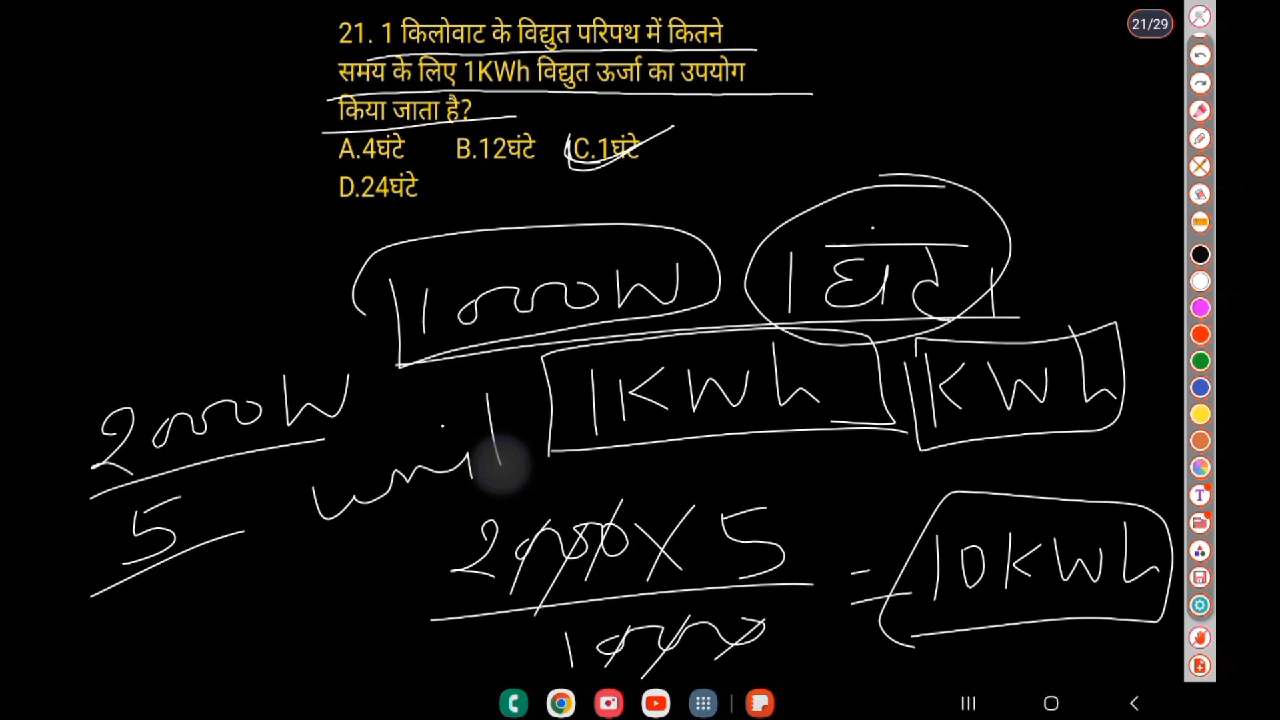 21/29
21. 1 किलोवाट के विद्युत परिपथ में कितने
समय के लिए 1KWh विद्युत ऊर्जा का उपयोग
किया जाता है?
A.4घंटे B.12घंटे C.1घंटे
D.24घंटे
1000W 1 घंटा
2000W unit 1KWh 1KWh
5
2000 X 5 = 10KWh
1000